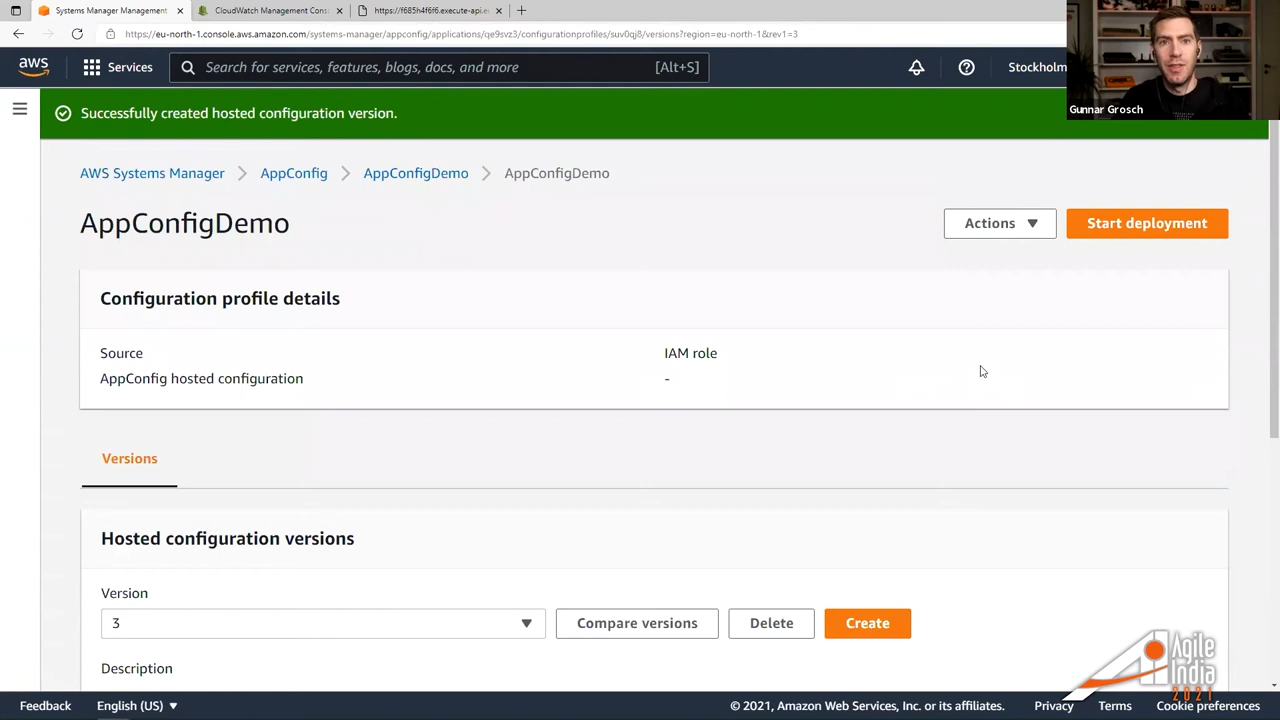 Systems Manager Management
CloudWatch Management Cons
https://f685h4f6f6.execute-api.e
https://eu-north-1.console.aws.amazon.com/systems-manager/appconfig/applications/qe9svz3/configurationprofiles/suv0qj8/versions?region=eu-north-1&rev1=3
aws
Services
Search for services, features, blogs, docs, and more
[Alt+S]
Stockholm
Gunnar Grosch
Successfully created hosted configuration version.
AWS Systems Manager
AppConfig
AppConfigDemo
AppConfigDemo
AppConfigDemo
Actions
Start deployment
Configuration profile details
Source
IAM role
AppConfig hosted configuration
-
Versions
Hosted configuration versions
Version
3
Compare versions
Delete
Create
Description
Agile
India
2021
Feedback
English (US)
© 2021, Amazon Web Services, Inc. or its affiliates.
Privacy
Terms
Cookie preferences